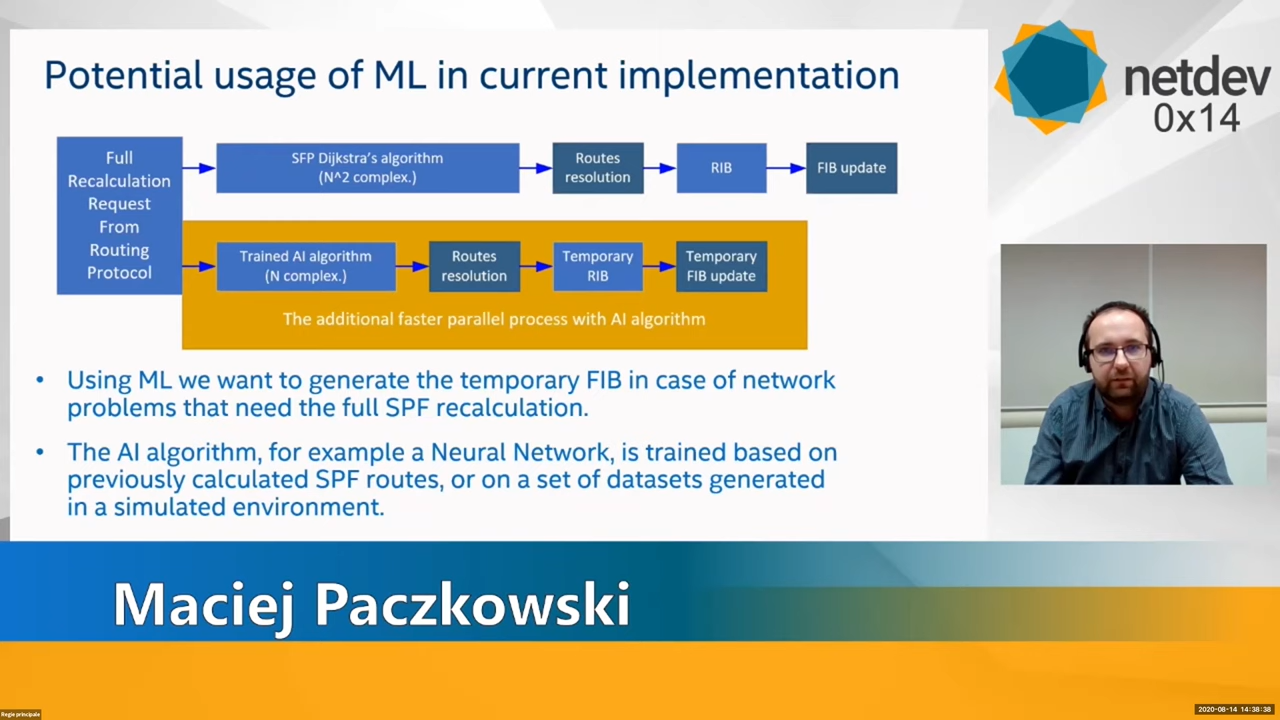 Potential usage of ML in current implementation
netdev
0x14
Full
Recalculation
Request
From
Routing
Protocol
SFP Dijkstra's algorithm
(N^2 complex.)
Routes
resolution
RIB
FIB update
Trained AI algorithm
(N complex.)
Routes
resolution
Temporary
RIB
Temporary
FIB update
The additional faster parallel process with AI algorithm
• Using ML we want to generate the temporary FIB in case of network
problems that need the full SPF recalculation.
• The AI algorithm, for example a Neural Network, is trained based on
previously calculated SPF routes, or on a set of datasets generated
in a simulated environment.
Maciej Paczkowski
Regie principale
2020-08-14 14:38:38